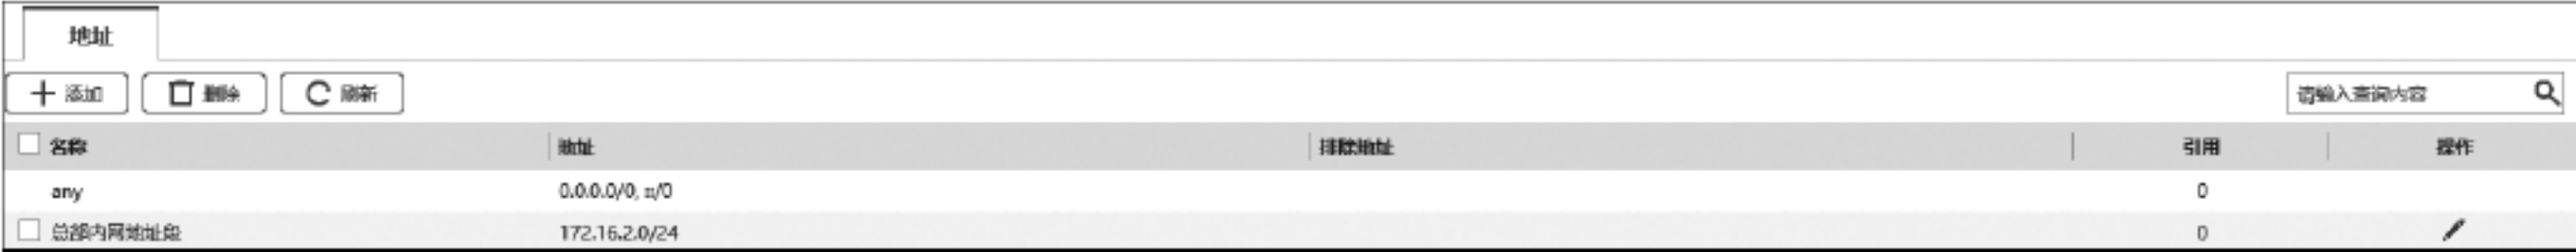 地址
添加 删除 刷新 请输入查询内容
名称 地址 排除地址 引用 操作
any 0.0.0.0/0, ::/0 0
总部内网地址段 172.16.2.0/24 0